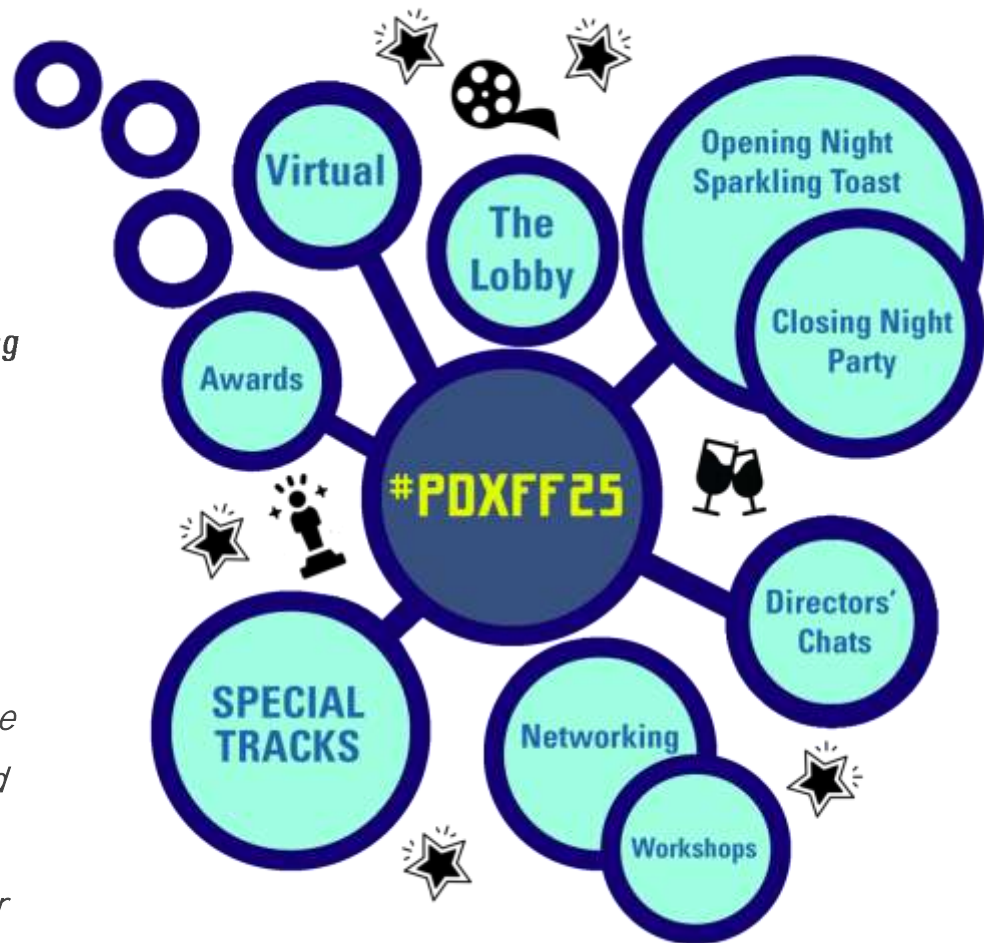 Virtual
The
Lobby
Opening Night
Sparkling Toast
Closing Night
Party
Awards
#PDXFF25
Directors'
Chats
SPECIAL
TRACKS
Networking
Workshops